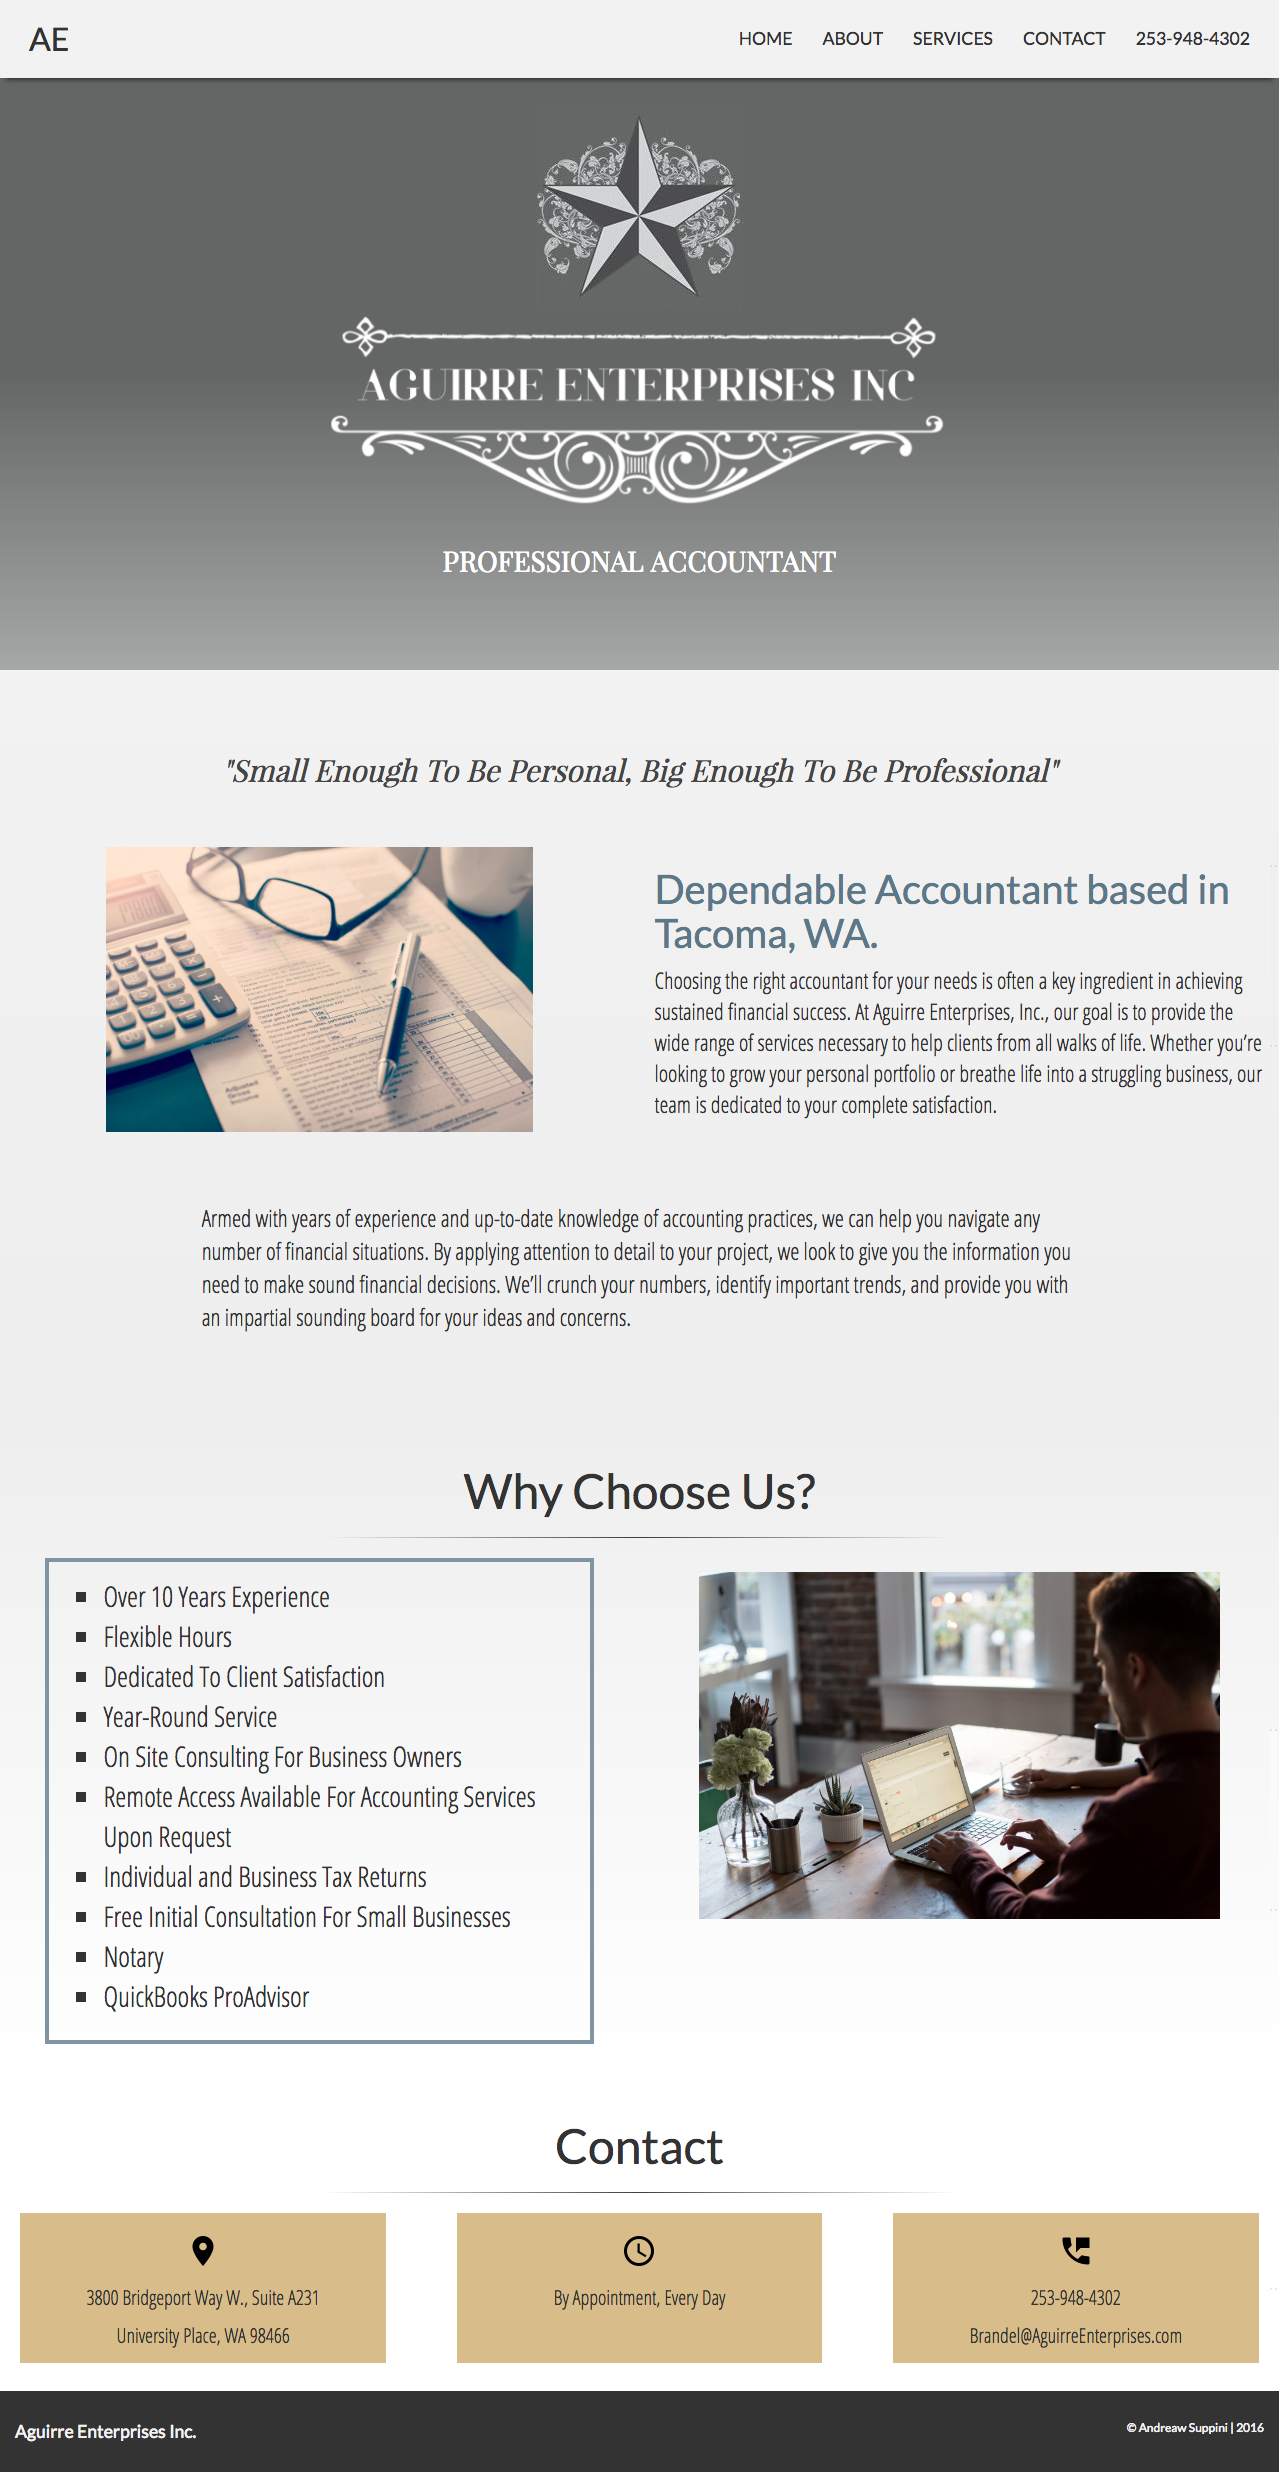 AE
HOME ABOUT SERVICES CONTACT 253-948-4302
AGUIRRE ENTERPRISES INC
PROFESSIONAL ACCOUNTANT
"Small Enough To Be Personal, Big Enough To Be Professional"
Dependable Accountant based in
Tacoma, WA.
Choosing the right accountant for your needs is often a key ingredient in achieving
sustained financial success. At Aguirre Enterprises, Inc., our goal is to provide the
wide range of services necessary to help clients from all walks of life. Whether you’re
looking to grow your personal portfolio or breathe life into a struggling business, our
team is dedicated to your complete satisfaction.
Armed with years of experience and up-to-date knowledge of accounting practices, we can help you navigate any
number of financial situations. By applying attention to detail to your project, we look to give you the information you
need to make sound financial decisions. We’ll crunch your numbers, identify important trends, and provide you with
an impartial sounding board for your ideas and concerns.
Why Choose Us?
Over 10 Years Experience
Flexible Hours
Dedicated To Client Satisfaction
Year-Round Service
On Site Consulting For Business Owners
Remote Access Available For Accounting Services
Upon Request
Individual and Business Tax Returns
Free Initial Consultation For Small Businesses
Notary
QuickBooks ProAdvisor
Contact
3800 Bridgeport Way W., Suite A231
University Place, WA 98466
By Appointment, Every Day
253-948-4302
Brandel@AguirreEnterprises.com
Aguirre Enterprises Inc.
© Andreaw Suppini | 2016